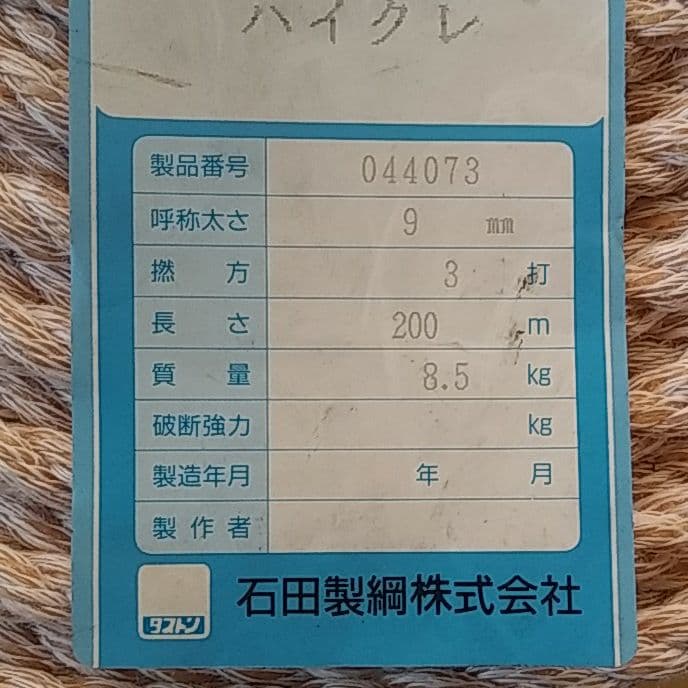 ハイクレ
製品番号 044073
呼称太さ 9 mm
撚方 3 打
長さ 200 m
質量 8.5 kg
破断強力 kg
製造年月 年 月
製作者
タストン 石田製綱株式会社